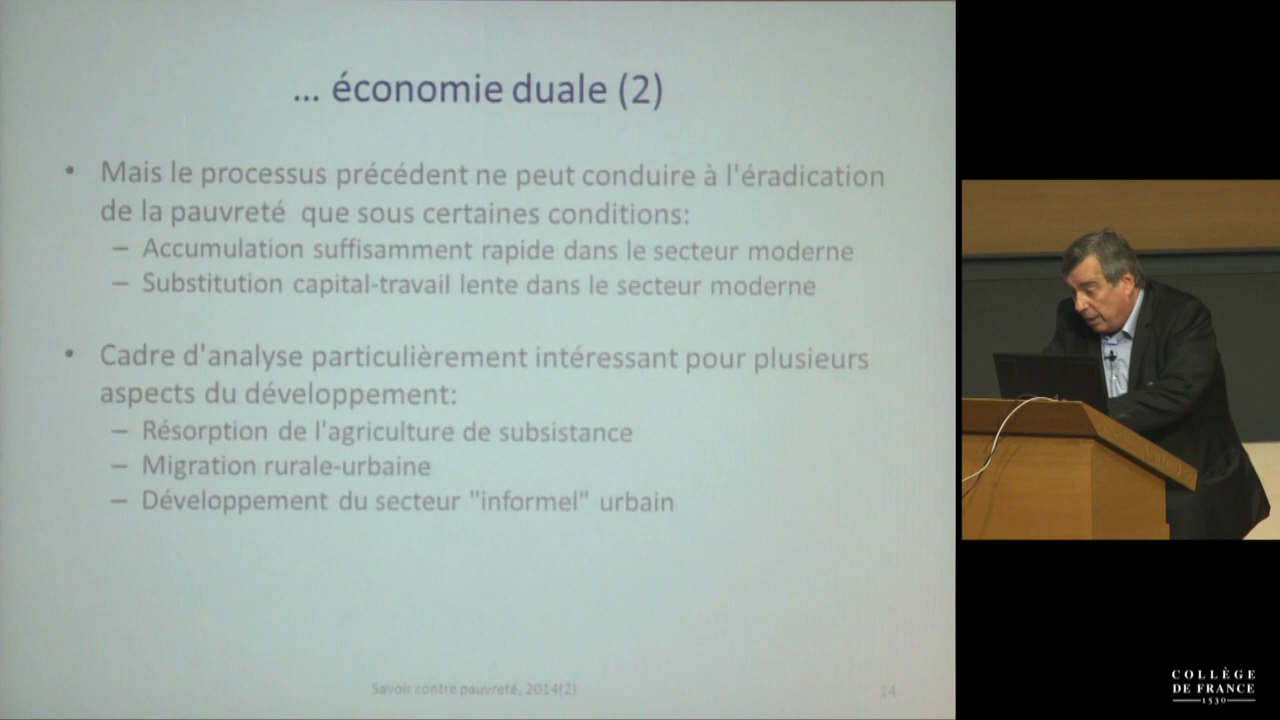 ... économie duale (2)
• Mais le processus précédent ne peut conduire à l'éradication
de la pauvreté que sous certaines conditions:
– Accumulation suffisamment rapide dans le secteur moderne
– Substitution capital-travail lente dans le secteur moderne
• Cadre d'analyse particulièrement intéressant pour plusieurs
aspects du développement:
– Résorption de l'agriculture de subsistance
– Migration rurale-urbaine
– Développement du secteur "informel" urbain
Savoir contre pauvreté, 2014(2)
14
COLLÈGE
DE FRANCE
1530